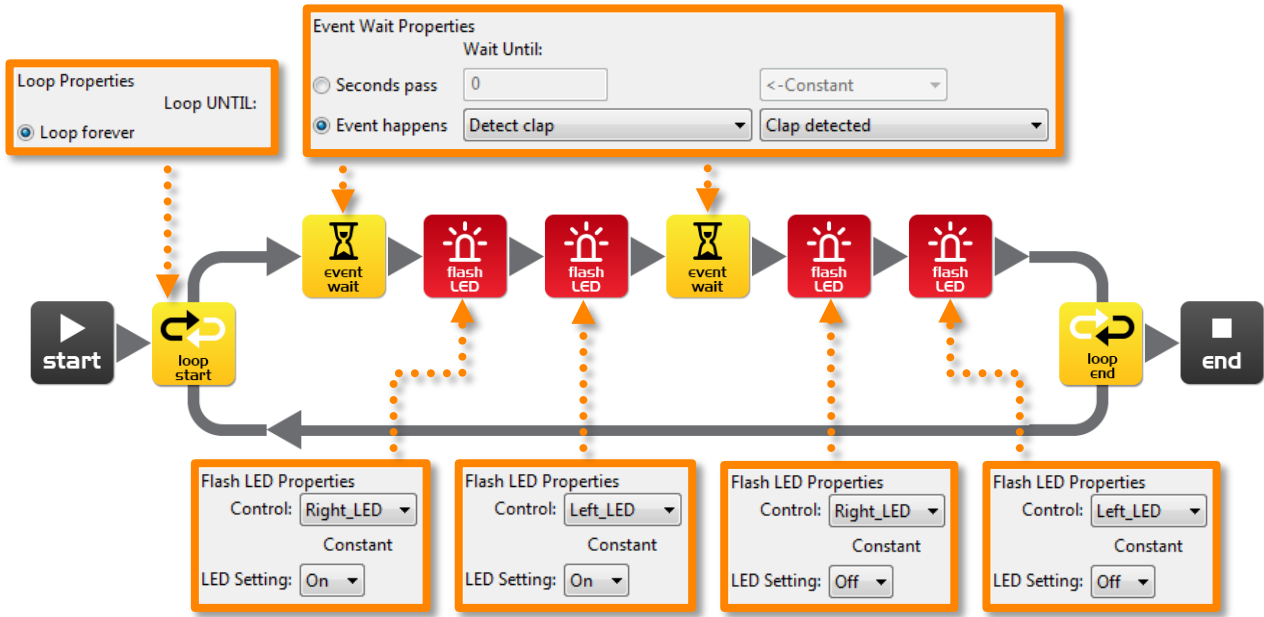 Event Wait Properties
Wait Until:
Seconds pass 0 <-Constant
Event happens Detect clap Clap detected
Loop Properties
Loop UNTIL:
Loop forever
event
wait
flash
LED
flash
LED
event
wait
flash
LED
flash
LED
start
loop
start
loop
end
end
Flash LED Properties
Control: Right_LED
Constant
LED Setting: On
Flash LED Properties
Control: Left_LED
Constant
LED Setting: On
Flash LED Properties
Control: Right_LED
Constant
LED Setting: Off
Flash LED Properties
Control: Left_LED
Constant
LED Setting: Off